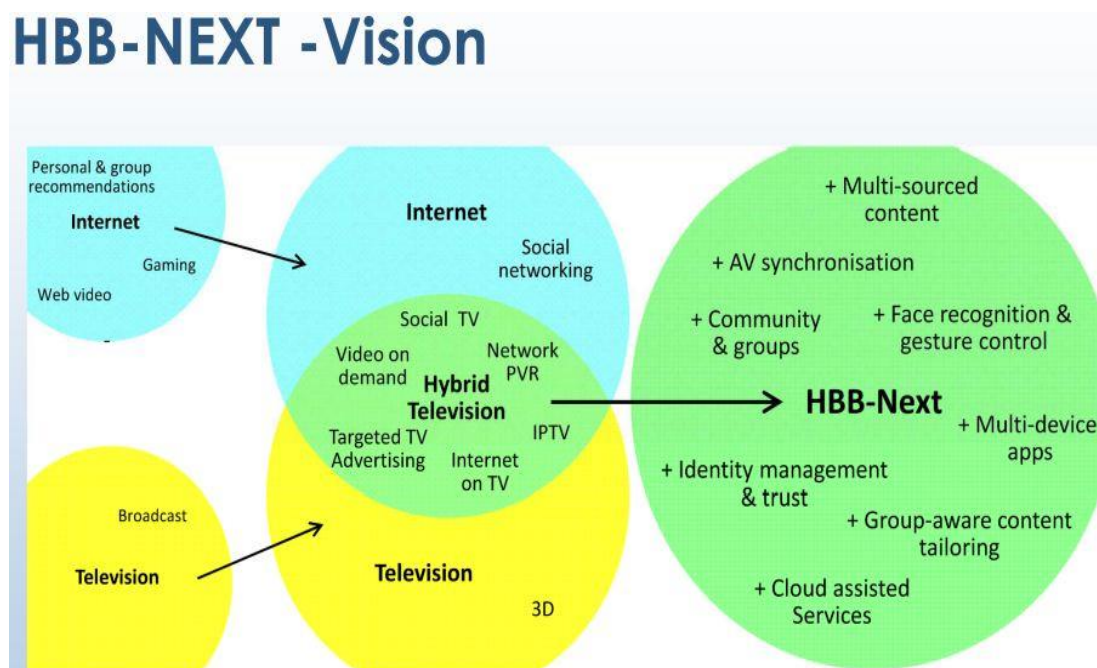 HBB-NEXT -Vision
Personal & group
recommendations
Internet
Gaming
Web video
Broadcast
Television
Internet
Social
networking
Social TV
Video on
demand
Network
PVR
Hybrid
Television
Targeted TV
Advertising
IPTV
Internet
on TV
Television
3D
+ Multi-sourced
content
+ AV synchronisation
+ Community
& groups
+ Face recognition &
gesture control
HBB-Next
+ Multi-device
apps
+ Identity management
& trust
+ Group-aware content
tailoring
+ Cloud assisted
Services